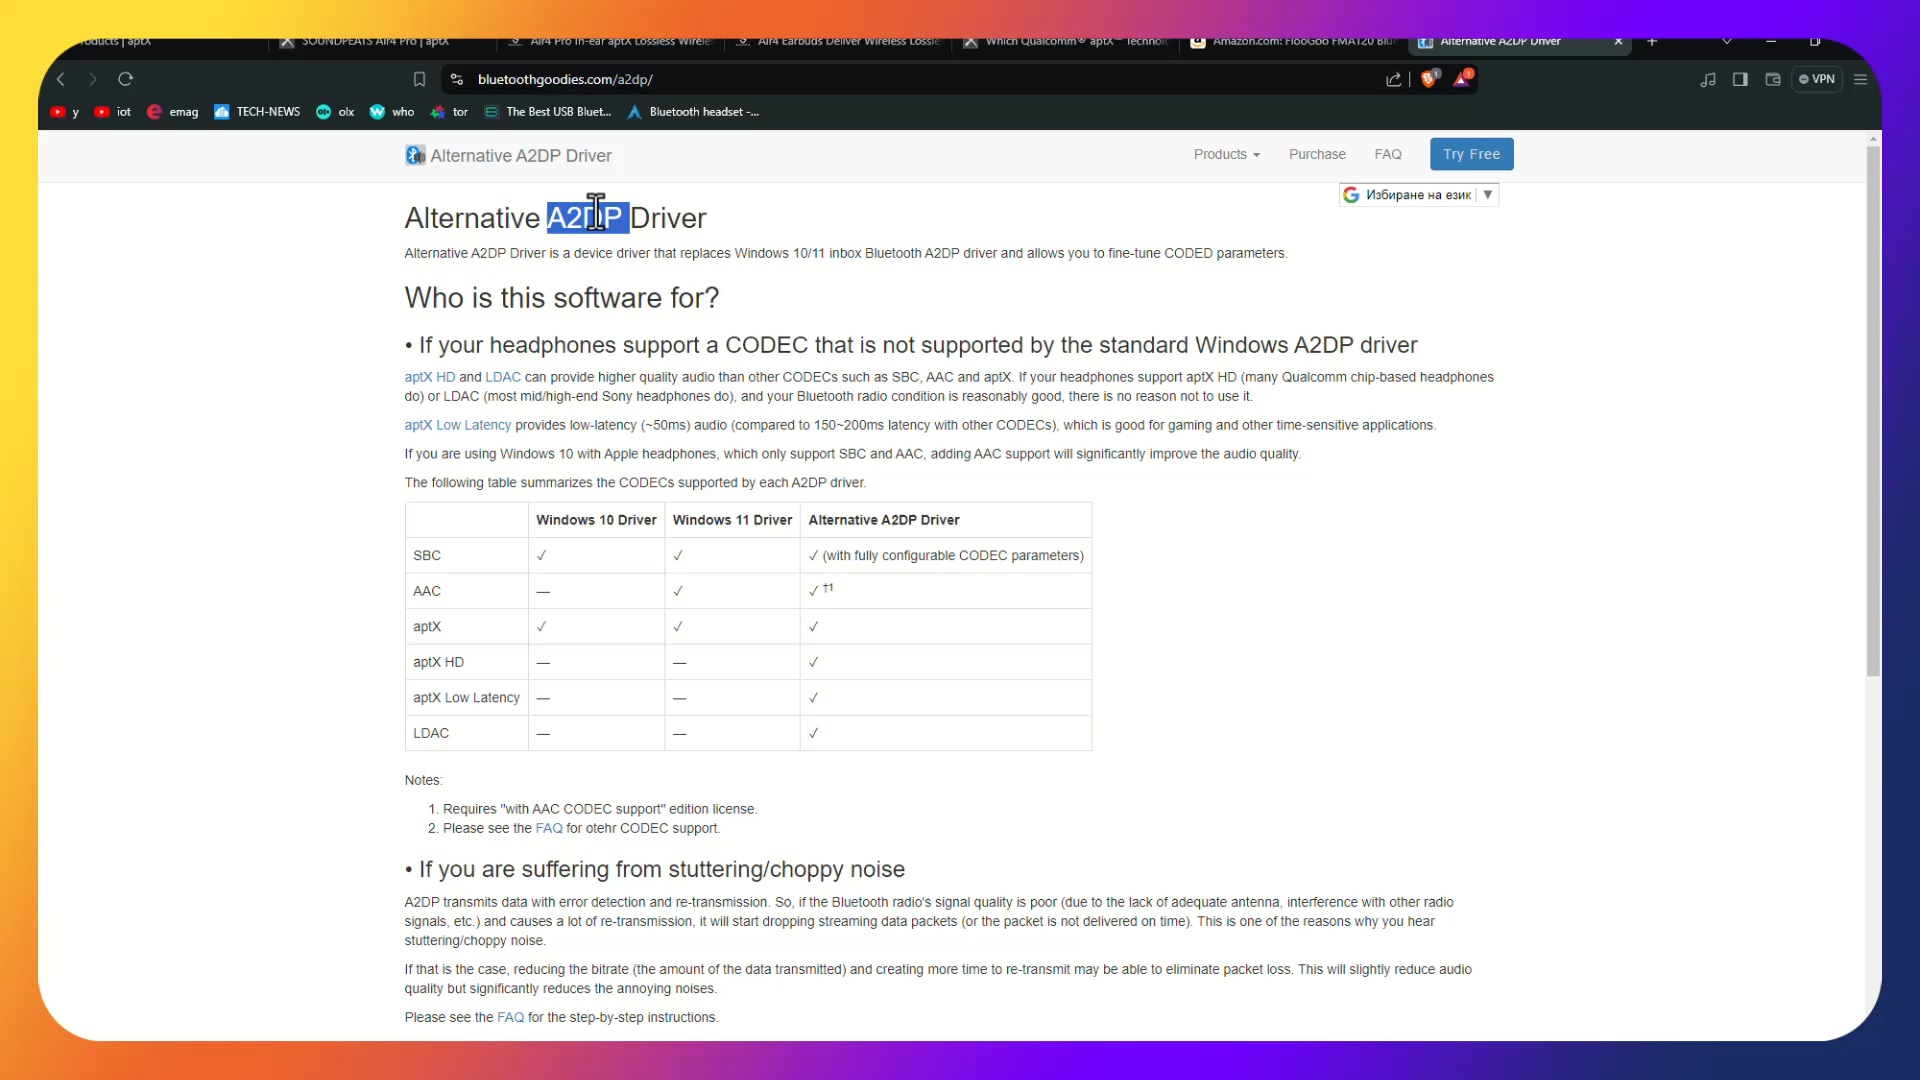 oducts | aptX
SOUNDPEATS Air4 Pro | aptX
Air4 Pro In-ear aptX Lossless Wirele
Air4 Earbuds Deliver Wireless Lossle
Which Qualcomm® aptX™ Technolo
Amazon.com: FlooGoo FMA120 Blu
Alternative A2DP Driver
bluetoothgoodies.com/a2dp/
1
1
VPN
y
iot
emag
TECH-NEWS
olx
who
tor
The Best USB Bluet...
Bluetooth headset -...
Alternative A2DP Driver
Products
Purchase
FAQ
Try Free
Избиране на език
Alternative A2DP Driver
Alternative A2DP Driver is a device driver that replaces Windows 10/11 inbox Bluetooth A2DP driver and allows you to fine-tune CODED parameters.
Who is this software for?
• If your headphones support a CODEC that is not supported by the standard Windows A2DP driver
aptX HD and LDAC can provide higher quality audio than other CODECs such as SBC, AAC and aptX. If your headphones support aptX HD (many Qualcomm chip-based headphones
do) or LDAC (most mid/high-end Sony headphones do), and your Bluetooth radio condition is reasonably good, there is no reason not to use it.
aptX Low Latency provides low-latency (~50ms) audio (compared to 150~200ms latency with other CODECs), which is good for gaming and other time-sensitive applications.
If you are using Windows 10 with Apple headphones, which only support SBC and AAC, adding AAC support will significantly improve the audio quality.
The following table summarizes the CODECs supported by each A2DP driver.
Windows 10 Driver Windows 11 Driver Alternative A2DP Driver
SBC ✓ ✓ ✓ (with fully configurable CODEC parameters)
AAC — ✓ ✓ †1
aptX ✓ ✓ ✓
aptX HD — — ✓
aptX Low Latency — — ✓
LDAC — — ✓
Notes:
1. Requires "with AAC CODEC support" edition license.
2. Please see the FAQ for otehr CODEC support.
• If you are suffering from stuttering/choppy noise
A2DP transmits data with error detection and re-transmission. So, if the Bluetooth radio's signal quality is poor (due to the lack of adequate antenna, interference with other radio
signals, etc.) and causes a lot of re-transmission, it will start dropping streaming data packets (or the packet is not delivered on time). This is one of the reasons why you hear
stuttering/choppy noise.
If that is the case, reducing the bitrate (the amount of the data transmitted) and creating more time to re-transmit may be able to eliminate packet loss. This will slightly reduce audio
quality but significantly reduces the annoying noises.
Please see the FAQ for the step-by-step instructions.